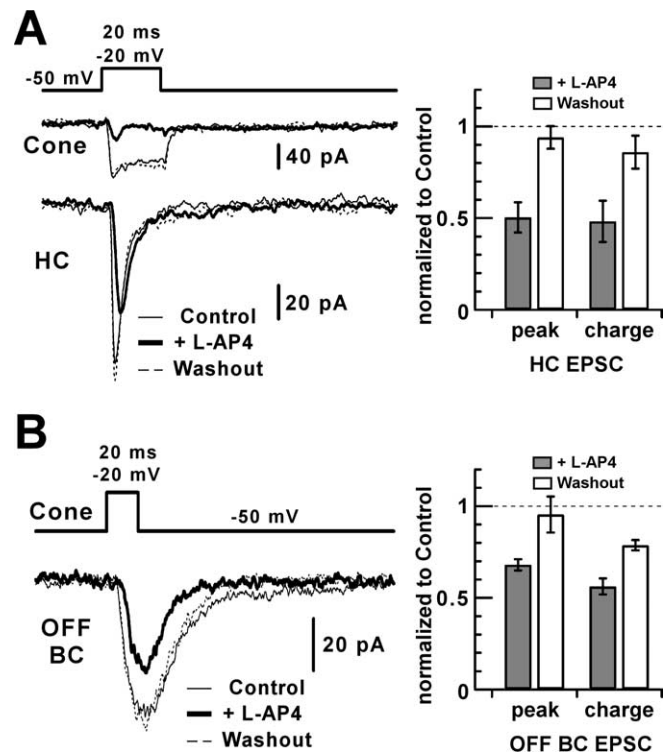 A
20 ms
-20 mV
-50 mV
Cone
40 pA
HC
20 pA
Control
+ L-AP4
Washout
+ L-AP4
Washout
normalized to Control
1
0.5
0
peak charge
HC EPSC
B
20 ms
-20 mV
Cone
-50 mV
OFF
BC
20 pA
Control
+ L-AP4
Washout
+ L-AP4
Washout
normalized to Control
1
0.5
0
peak charge
OFF BC EPSC